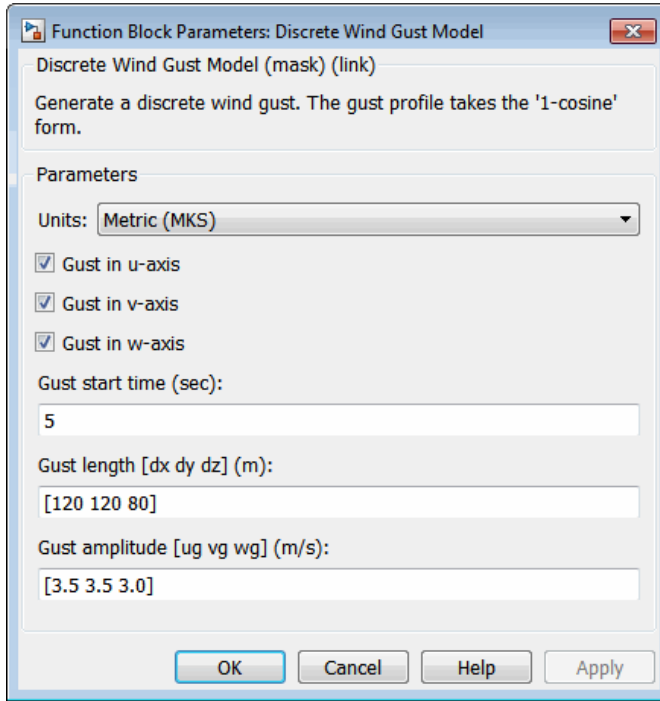 Function Block Parameters: Discrete Wind Gust Model
Discrete Wind Gust Model (mask) (link)
Generate a discrete wind gust. The gust profile takes the '1-cosine'
form.
Parameters
Units: Metric (MKS)
Gust in u-axis
Gust in v-axis
Gust in w-axis
Gust start time (sec):
5
Gust length [dx dy dz] (m):
[120 120 80]
Gust amplitude [ug vg wg] (m/s):
[3.5 3.5 3.0]
OK Cancel Help Apply